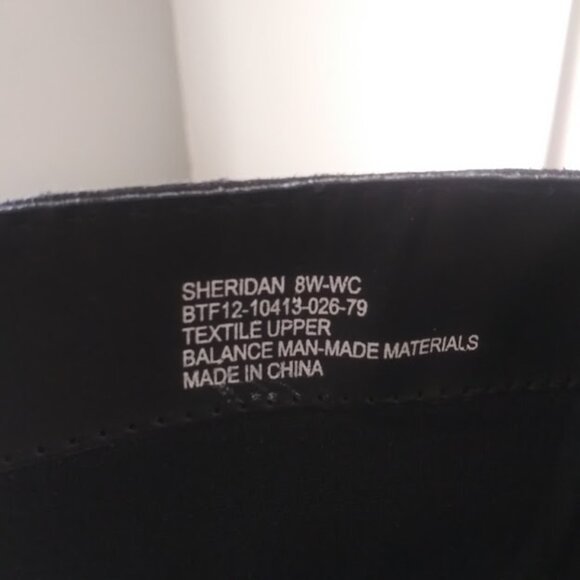 SHERIDAN 8W-WC
BTF12-10413-026-79
TEXTILE UPPER
BALANCE MAN-MADE MATERIALS
MADE IN CHINA